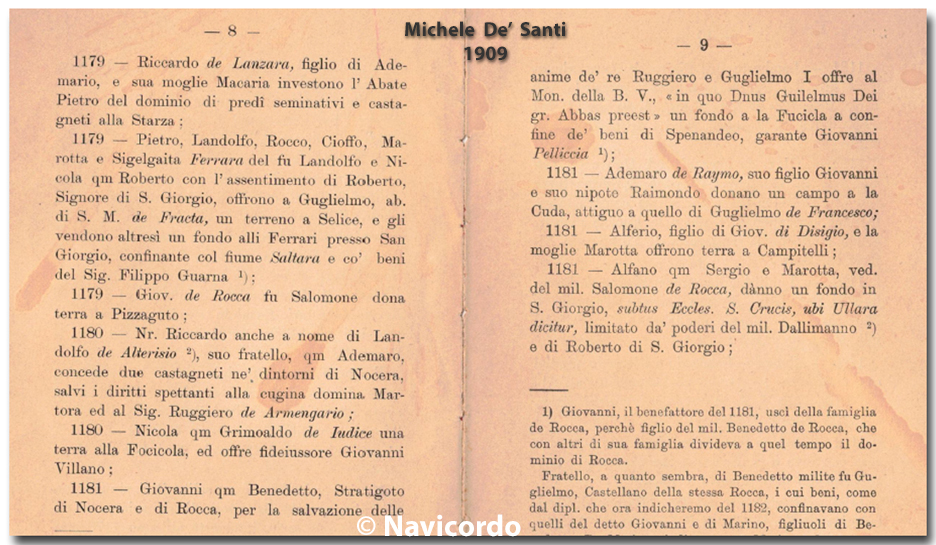 Michele De' Santi
1909
— 8 —
1179 — Riccardo de Lanzara, figlio di Ade-
mario, e sua moglie Macaria investono l' Abate
Pietro del dominio di predî seminativi e casta-
gneti alla Starza ;
1179 — Pietro, Landolfo, Rocco, Cioffo, Ma-
rotta e Sigelgaita Ferrara del fu Landolfo e Ni-
cola qm Roberto con l'assentimento di Roberto,
Signore di S. Giorgio, offrono a Guglielmo, ab.
di S. M. de Fracta, un terreno a Selice, e gli
vendono altresì un fondo alli Ferrari presso San
Giorgio, confinante col fiume Saltara e co' beni
del Sig. Filippo Guarna ¹) ;
1179 — Giov. de Rocca fu Salomone dona
terra a Pizzaguto ;
1180 — Nr. Riccardo anche a nome di Lan-
dolfo de Alterisio ²), suo fratello, qm Ademaro,
concede due castagneti ne' dintorni di Nocera,
salvi i diritti spettanti alla cugina domina Mar-
tora ed al Sig. Ruggiero de Armengario ;
1180 — Nicola qm Grimoaldo de Iudice una
terra alla Focicola, ed offre fideiussore Giovanni
Villano ;
1181 — Giovanni qm Benedetto, Stratigoto
di Nocera e di Rocca, per la salvazione delle
— 9 —
anime de' re Ruggiero e Guglielmo I offre al
Mon. della B. V., « in quo Dnus Guilelmus Dei
gr. Abbas preest » un fondo a la Fucicla a con-
fine de' beni di Spenandeo, garante Giovanni
Pelliccia ¹) ;
1181 — Ademaro de Raymo, suo figlio Giovanni
e suo nipote Raimondo donano un campo a la
Cuda, attiguo a quello di Guglielmo de Francesco;
1181 — Alferio, figlio di Giov. di Disigio, e la
moglie Marotta offrono terra a Campitelli ;
1181 — Alfano qm Sergio e Marotta, ved.
del mil. Salomone de Rocca, dànno un fondo in
S. Giorgio, subtus Eccles. S. Crucis, ubi Ullara
dicitur, limitato da' poderi del mil. Dallimanno ²)
e di Roberto di S. Giorgio ;
1) Giovanni, il benefattore del 1181, uscì della famiglia
de Rocca, perchè figlio del mil. Benedetto de Rocca, che
con altri di sua famiglia divideva a quel tempo il do-
minio di Rocca.
Fratello, a quanto sembra, di Benedetto milite fu Gu-
glielmo, Castellano della stessa Rocca, i cui beni, come
dal dipl. che ora indicheremo del 1182, confinavano con
quelli del detto Giovanni e di Marino, figliuoli di Be-
© Navicordo